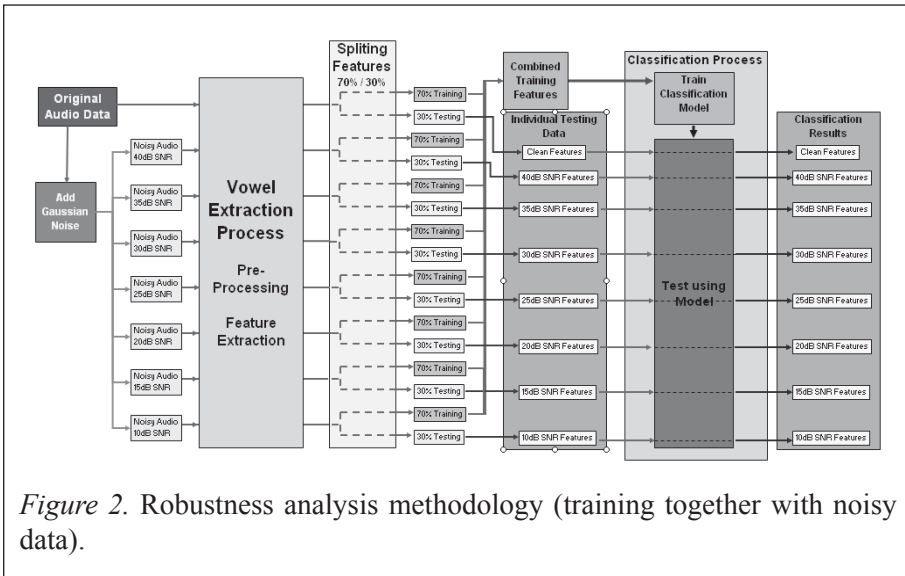 Spliting
Features
70% / 30%
Combined
Training
Features
Classification Process
Train
Classification
Model
Original
Audio Data
70% Training
30% Testing
70% Training
30% Testing
70% Training
30% Testing
70% Training
30% Testing
70% Training
30% Testing
70% Training
30% Testing
70% Training
30% Testing
70% Training
30% Testing
Individual Testing
Data
Classification
Results
Add
Gaussian
Noise
Noisy Audio
40dB SNR
Noisy Audio
35dB SNR
Noisy Audio
30dB SNR
Noisy Audio
25dB SNR
Noisy Audio
20dB SNR
Noisy Audio
15dB SNR
Noisy Audio
10dB SNR
Vowel
Extraction
Process
Pre-
Processing
Feature
Extraction
Clean Features
40dB SNR Features
35dB SNR Features
30dB SNR Features
25dB SNR Features
20dB SNR Features
15dB SNR Features
10dB SNR Features
Test using
Model
Clean Features
40dB SNR Features
35dB SNR Features
30dB SNR Features
25dB SNR Features
20dB SNR Features
15dB SNR Features
10dB SNR Features
Figure 2. Robustness analysis methodology (training together with noisy
data).